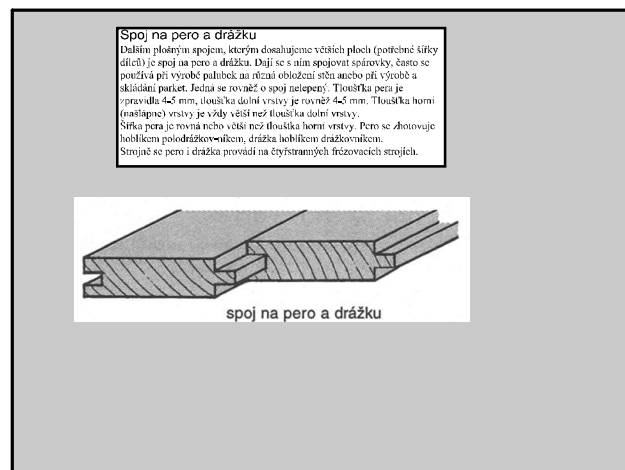 Spoj na pero a drážku
Dalším plošným spojem, kterým dosahujeme větších ploch (potřebné šířky
dílců) je spoj na pero a drážku. Dají se s ním spojovat spárovky, často se
používá při výrobě palubek na různá obložení stěn anebo při výrobě a
skládání parket. Jedná se rovněž o spoj nelepený. Tloušťka pera je
zpravidla 4-5 mm, tloušťka dolní vrstvy je rovněž 4-5 mm. Tloušťka horní
(našlápne) vrstvy je vždy větší než tloušťka dolní vrstvy.
Šířka pera je rovná nebo větší než tloušťka horní vrstvy. Pero se zhotovuje
hoblíkem polodrážkov-níkem, drážka hoblíkem drážkovníkem.
Strojně se pero i drážka provádí na čtyřstranných frézovacích strojích.
spoj na pero a drážku